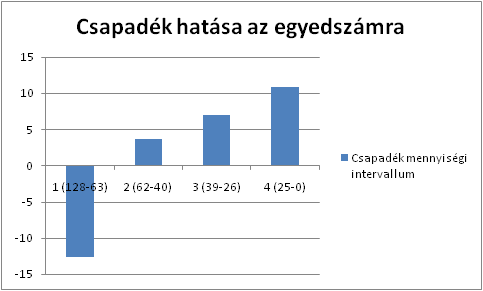 Csapadék hatása az egyedszámra
15
10
5
0
-5
-10
-15
1 (128-63) 2 (62-40) 3 (39-26) 4 (25-0)
Csapadék mennyiségi
intervallum